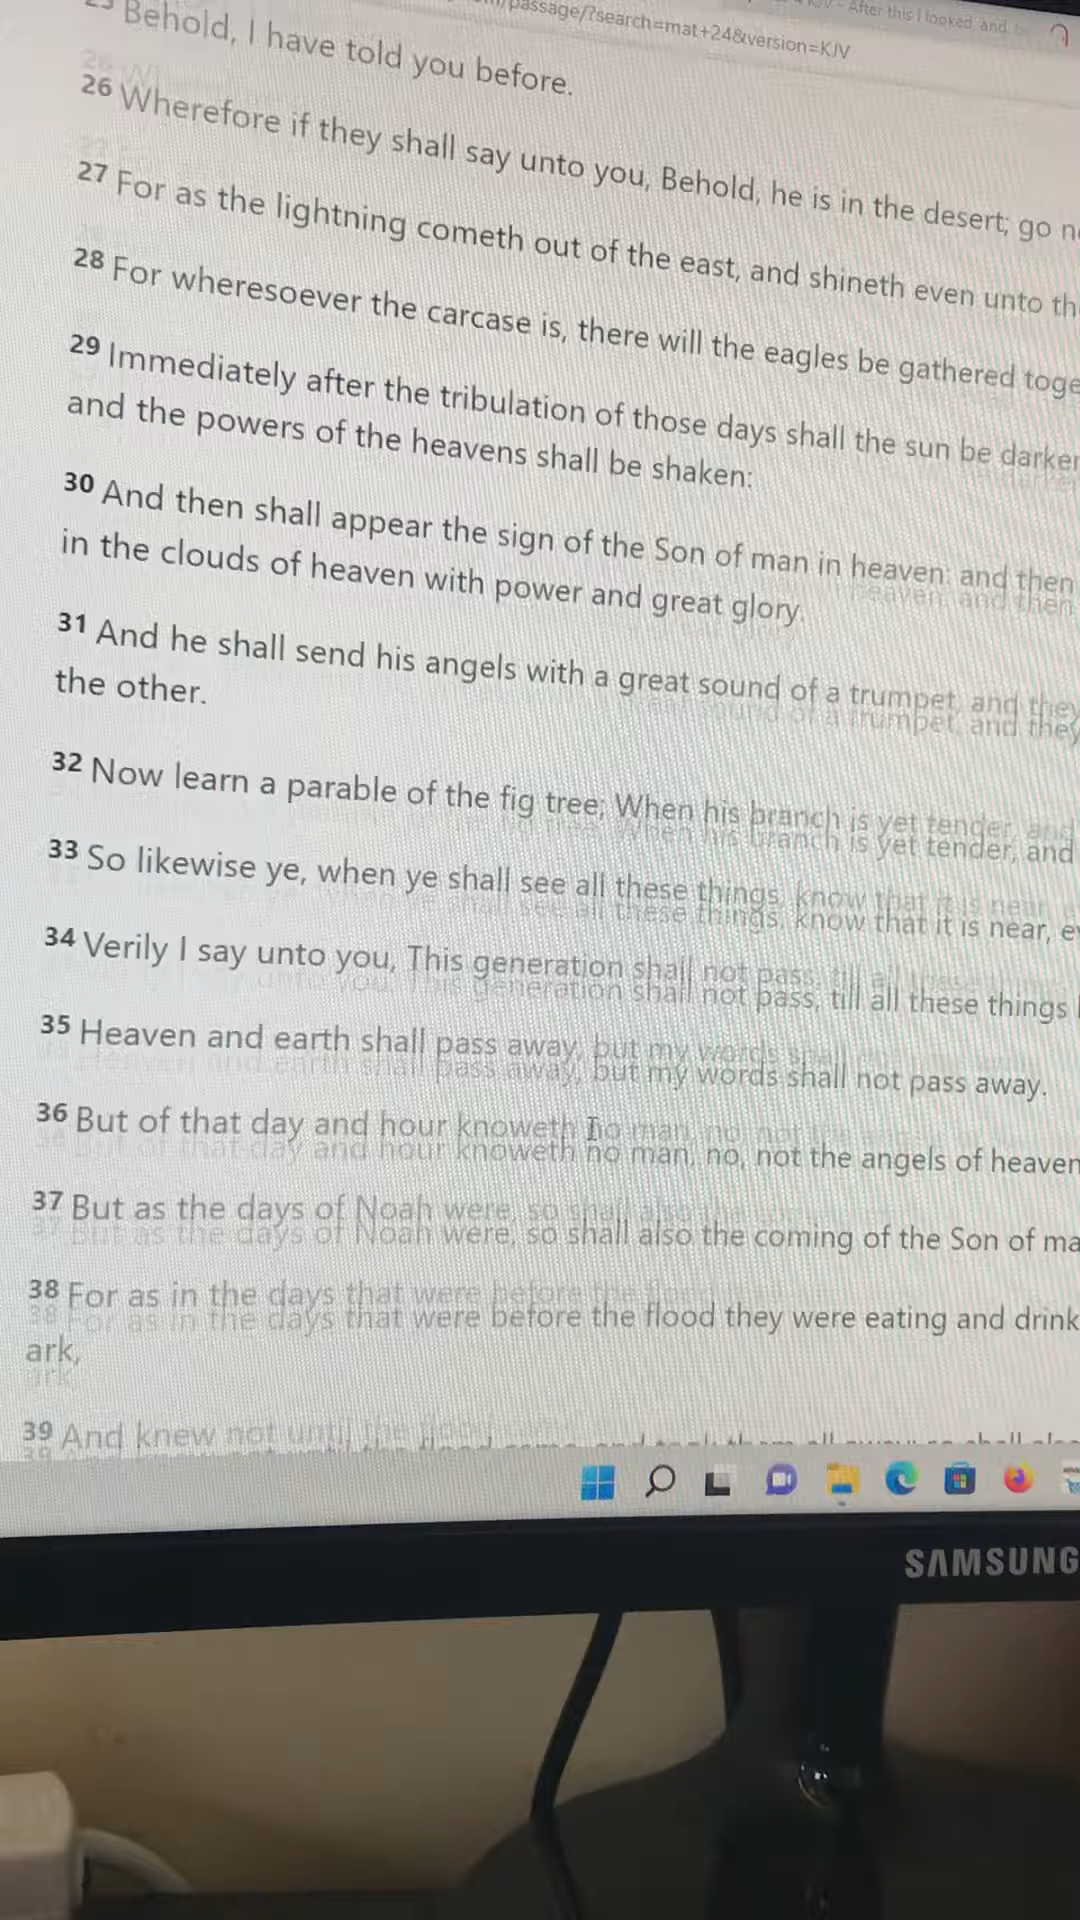 /passage/?search=mat+24&version=KJV
After this I looked, and
25 Behold, I have told you before.
26 Wherefore if they shall say unto you, Behold, he is in the desert; go
27 For as the lightning cometh out of the east, and shineth even unto
28 For wheresoever the carcase is, there will the eagles be gathered
29 Immediately after the tribulation of those days shall the sun be
and the powers of the heavens shall be shaken:
30 And then shall appear the sign of the Son of man in heaven: and then
in the clouds of heaven with power and great glory.
31 And he shall send his angels with a great sound of a trumpet, and they
the other.
32 Now learn a parable of the fig tree; When his branch is yet tender, and
33 So likewise ye, when ye shall see all these things, know that it is near,
34 Verily I say unto you, This generation shall not pass, till all these things
35 Heaven and earth shall pass away, but my words shall not pass away.
36 But of that day and hour knoweth no man, no, not the angels of heaven
37 But as the days of Noah were, so shall also the coming of the Son of
38 For as in the days that were before the flood they were eating and
ark,
39 And knew not until the flood
SAMSUNG